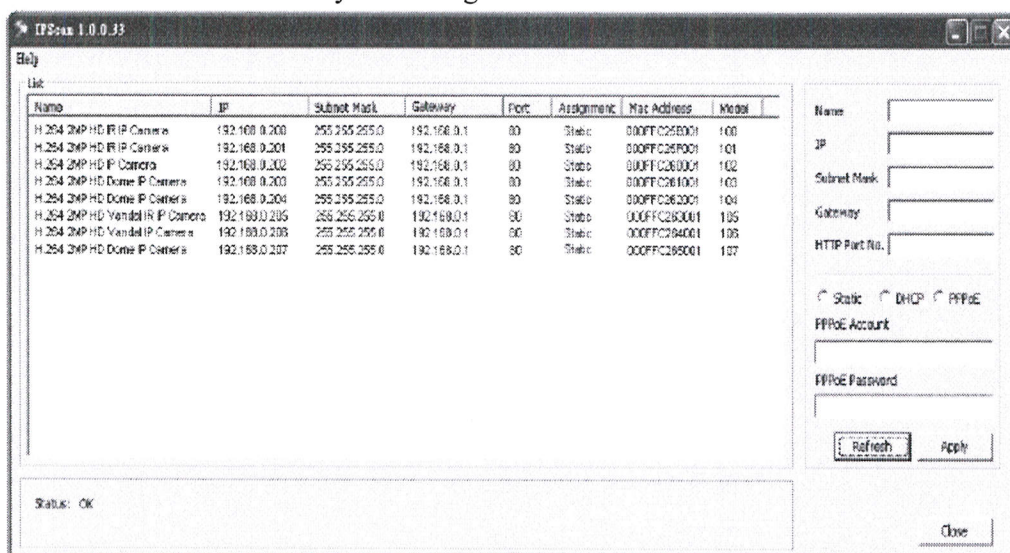 IPScan 1.0.0.33
Help
List
Name IP Subnet Mask Gateway Port Assignment Mac Address Model
H.264 2MP HD IR IP Camera 192.168.0.200 255.255.255.0 192.168.0.1 80 Static 000FFC25E001 100
H.264 2MP HD IR IP Camera 192.168.0.201 255.255.255.0 192.168.0.1 80 Static 000FFC25F001 101
H.264 2MP HD IP Camera 192.168.0.202 255.255.255.0 192.168.0.1 80 Static 000FFC260001 102
H.264 2MP HD Dome IP Camera 192.168.0.203 255.255.255.0 192.168.0.1 80 Static 000FFC261001 103
H.264 2MP HD Dome IP Camera 192.168.0.204 255.255.255.0 192.168.0.1 80 Static 000FFC262001 104
H.264 2MP HD Vandal IR IP Camera 192.168.0.205 255.255.255.0 192.168.0.1 80 Static 000FFC263001 105
H.264 2MP HD Vandal IP Camera 192.168.0.206 255.255.255.0 192.168.0.1 80 Static 000FFC264001 106
H.264 2MP HD Dome IP Camera 192.168.0.207 255.255.255.0 192.168.0.1 80 Static 000FFC265001 107
Name
IP
Subnet Mask
Gateway
HTTP Port No.
Static DHCP PPPoE
PPPoE Account
PPPoE Password
Refresh Apply
Status: OK
Close